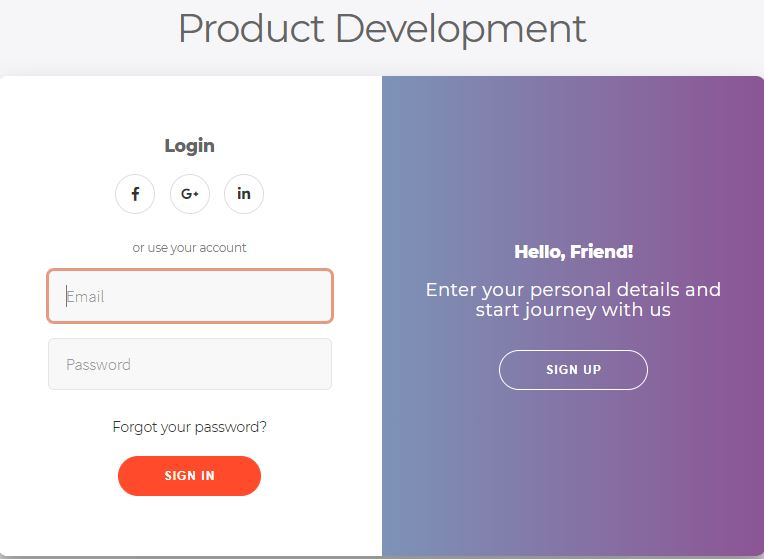 Product Development
Login
f
G+
in
or use your account
Email
Password
Forgot your password?
SIGN IN
Hello, Friend!
Enter your personal details and
start journey with us
SIGN UP